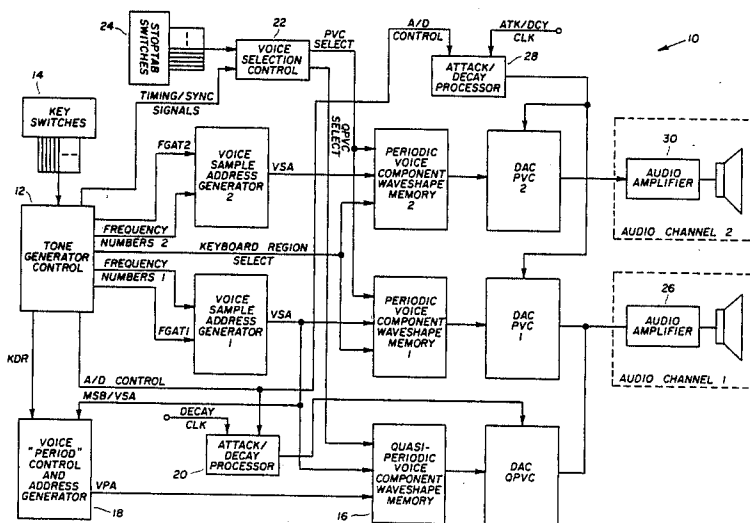 24
STOPTAB
SWITCHES
22
VOICE
SELECTION
CONTROL
PVC
SELECT
QPVC
SELECT
A/D
CONTROL
ATK/DCY
CLK
10
ATTACK/
DECAY
PROCESSOR
28
14
KEY
SWITCHES
TIMING/SYNC
SIGNALS
12
TONE
GENERATOR
CONTROL
FGAT2
VOICE
SAMPLE
ADDRESS
GENERATOR
2
VSA
PERIODIC
VOICE
COMPONENT
WAVESHAPE
MEMORY
2
DAC
PVC
2
30
AUDIO
AMPLIFIER
AUDIO CHANNEL 2
FREQUENCY
NUMBERS 2
KEYBOARD REGION
SELECT
FREQUENCY
NUMBERS 1
FGAT1
VOICE
SAMPLE
ADDRESS
GENERATOR
1
VSA
PERIODIC
VOICE
COMPONENT
WAVESHAPE
MEMORY
1
DAC
PVC
1
26
AUDIO
AMPLIFIER
AUDIO CHANNEL 1
KDR
A/D CONTROL
MSB/VSA
DECAY
CLK
ATTACK/
DECAY
PROCESSOR
20
VOICE
"PERIOD"
CONTROL
AND
ADDRESS
GENERATOR
18
VPA
QUASI-
PERIODIC
VOICE
COMPONENT
WAVESHAPE
MEMORY
16
DAC
QPVC